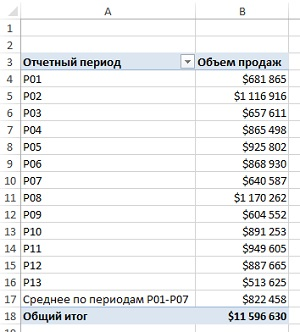 A B
1
2
3 Отчетный период Объем продаж
4 P01 $681 865
5 P02 $1 116 916
6 P03 $657 611
7 P04 $865 498
8 P05 $925 802
9 P06 $868 930
10 P07 $640 587
11 P08 $1 170 262
12 P09 $604 552
13 P10 $891 253
14 P11 $949 605
15 P12 $887 665
16 P13 $513 625
17 Среднее по периодам P01-P07 $822 458
18 Общий итог $11 596 630